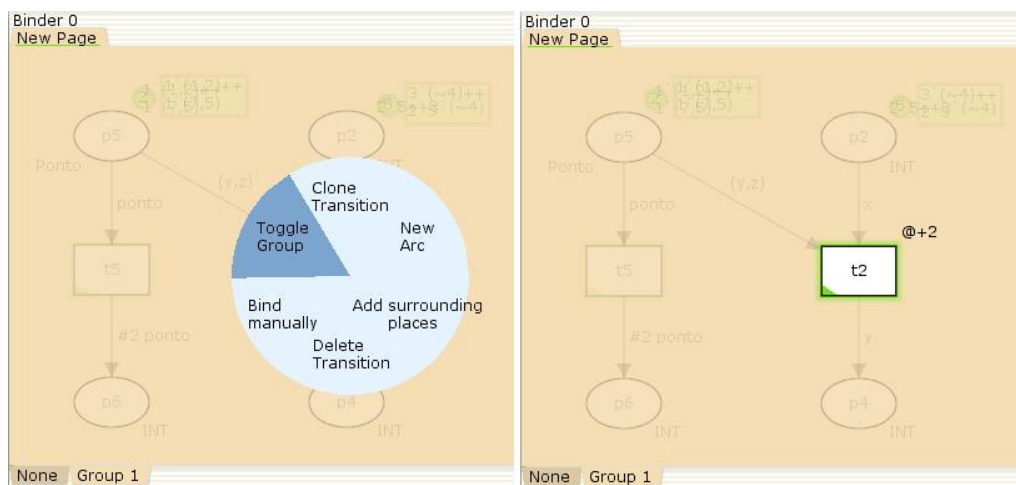 Binder 0
New Page
p5
p2
Ponto
INT
(y,z)
ponto
Clone
Transition
Toggle
Group
New
Arc
t5
Bind
manually
Add surrounding
places
#2 ponto
Delete
Transition
p6
p4
INT
INT
None Group 1
Binder 0
New Page
p5
p2
Ponto
INT
(y,z)
ponto
x
@+2
t5
t2
#2 ponto
y
p6
p4
INT
INT
None Group 1